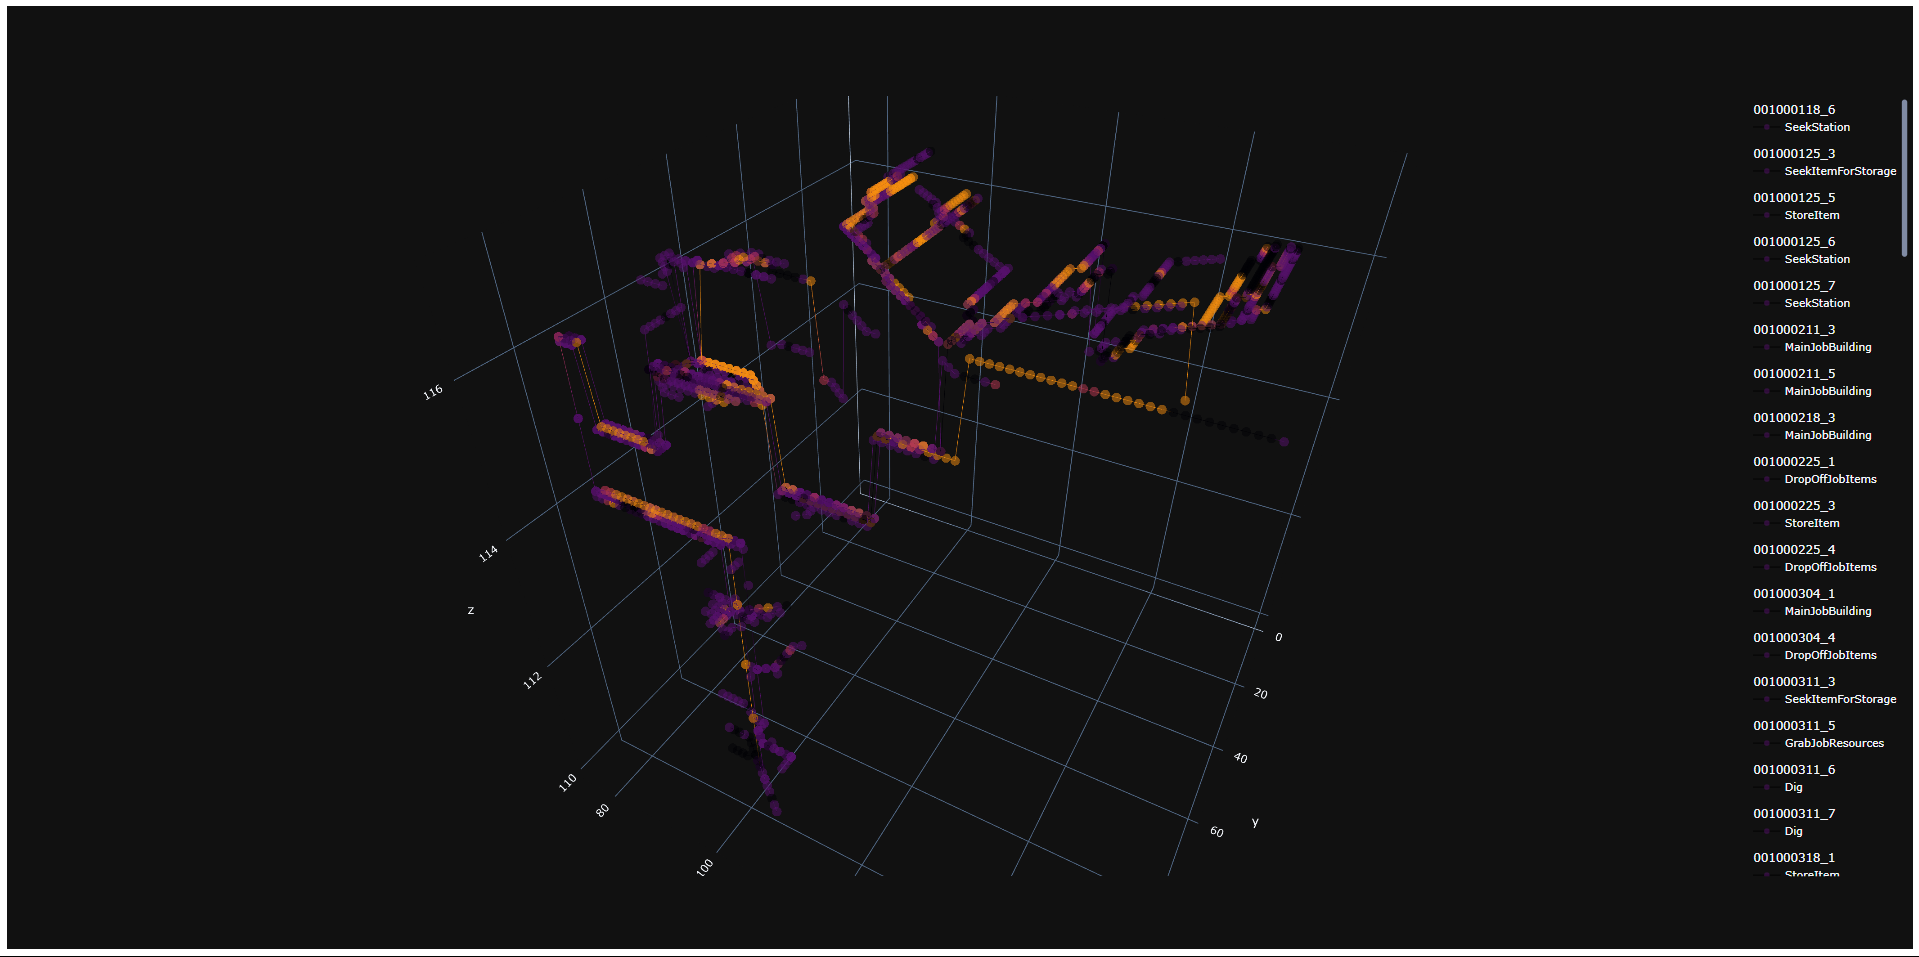 116
114
z
112
110
80
100
0
20
40
y
60
001000118_6
SeekStation
001000125_3
SeekItemForStorage
001000125_5
StoreItem
001000125_6
SeekStation
001000125_7
SeekStation
001000211_3
MainJobBuilding
001000211_5
MainJobBuilding
001000218_3
MainJobBuilding
001000225_1
DropOffJobItems
001000225_3
StoreItem
001000225_4
DropOffJobItems
001000304_1
MainJobBuilding
001000304_4
DropOffJobItems
001000311_3
SeekItemForStorage
001000311_5
GrabJobResources
001000311_6
Dig
001000311_7
Dig
001000318_1
StoreItem